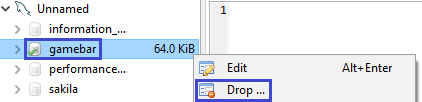 Unnamed
1
information_...
gamebar 64.0 KiB
Edit Alt+Enter
performance...
Drop ...
sakila